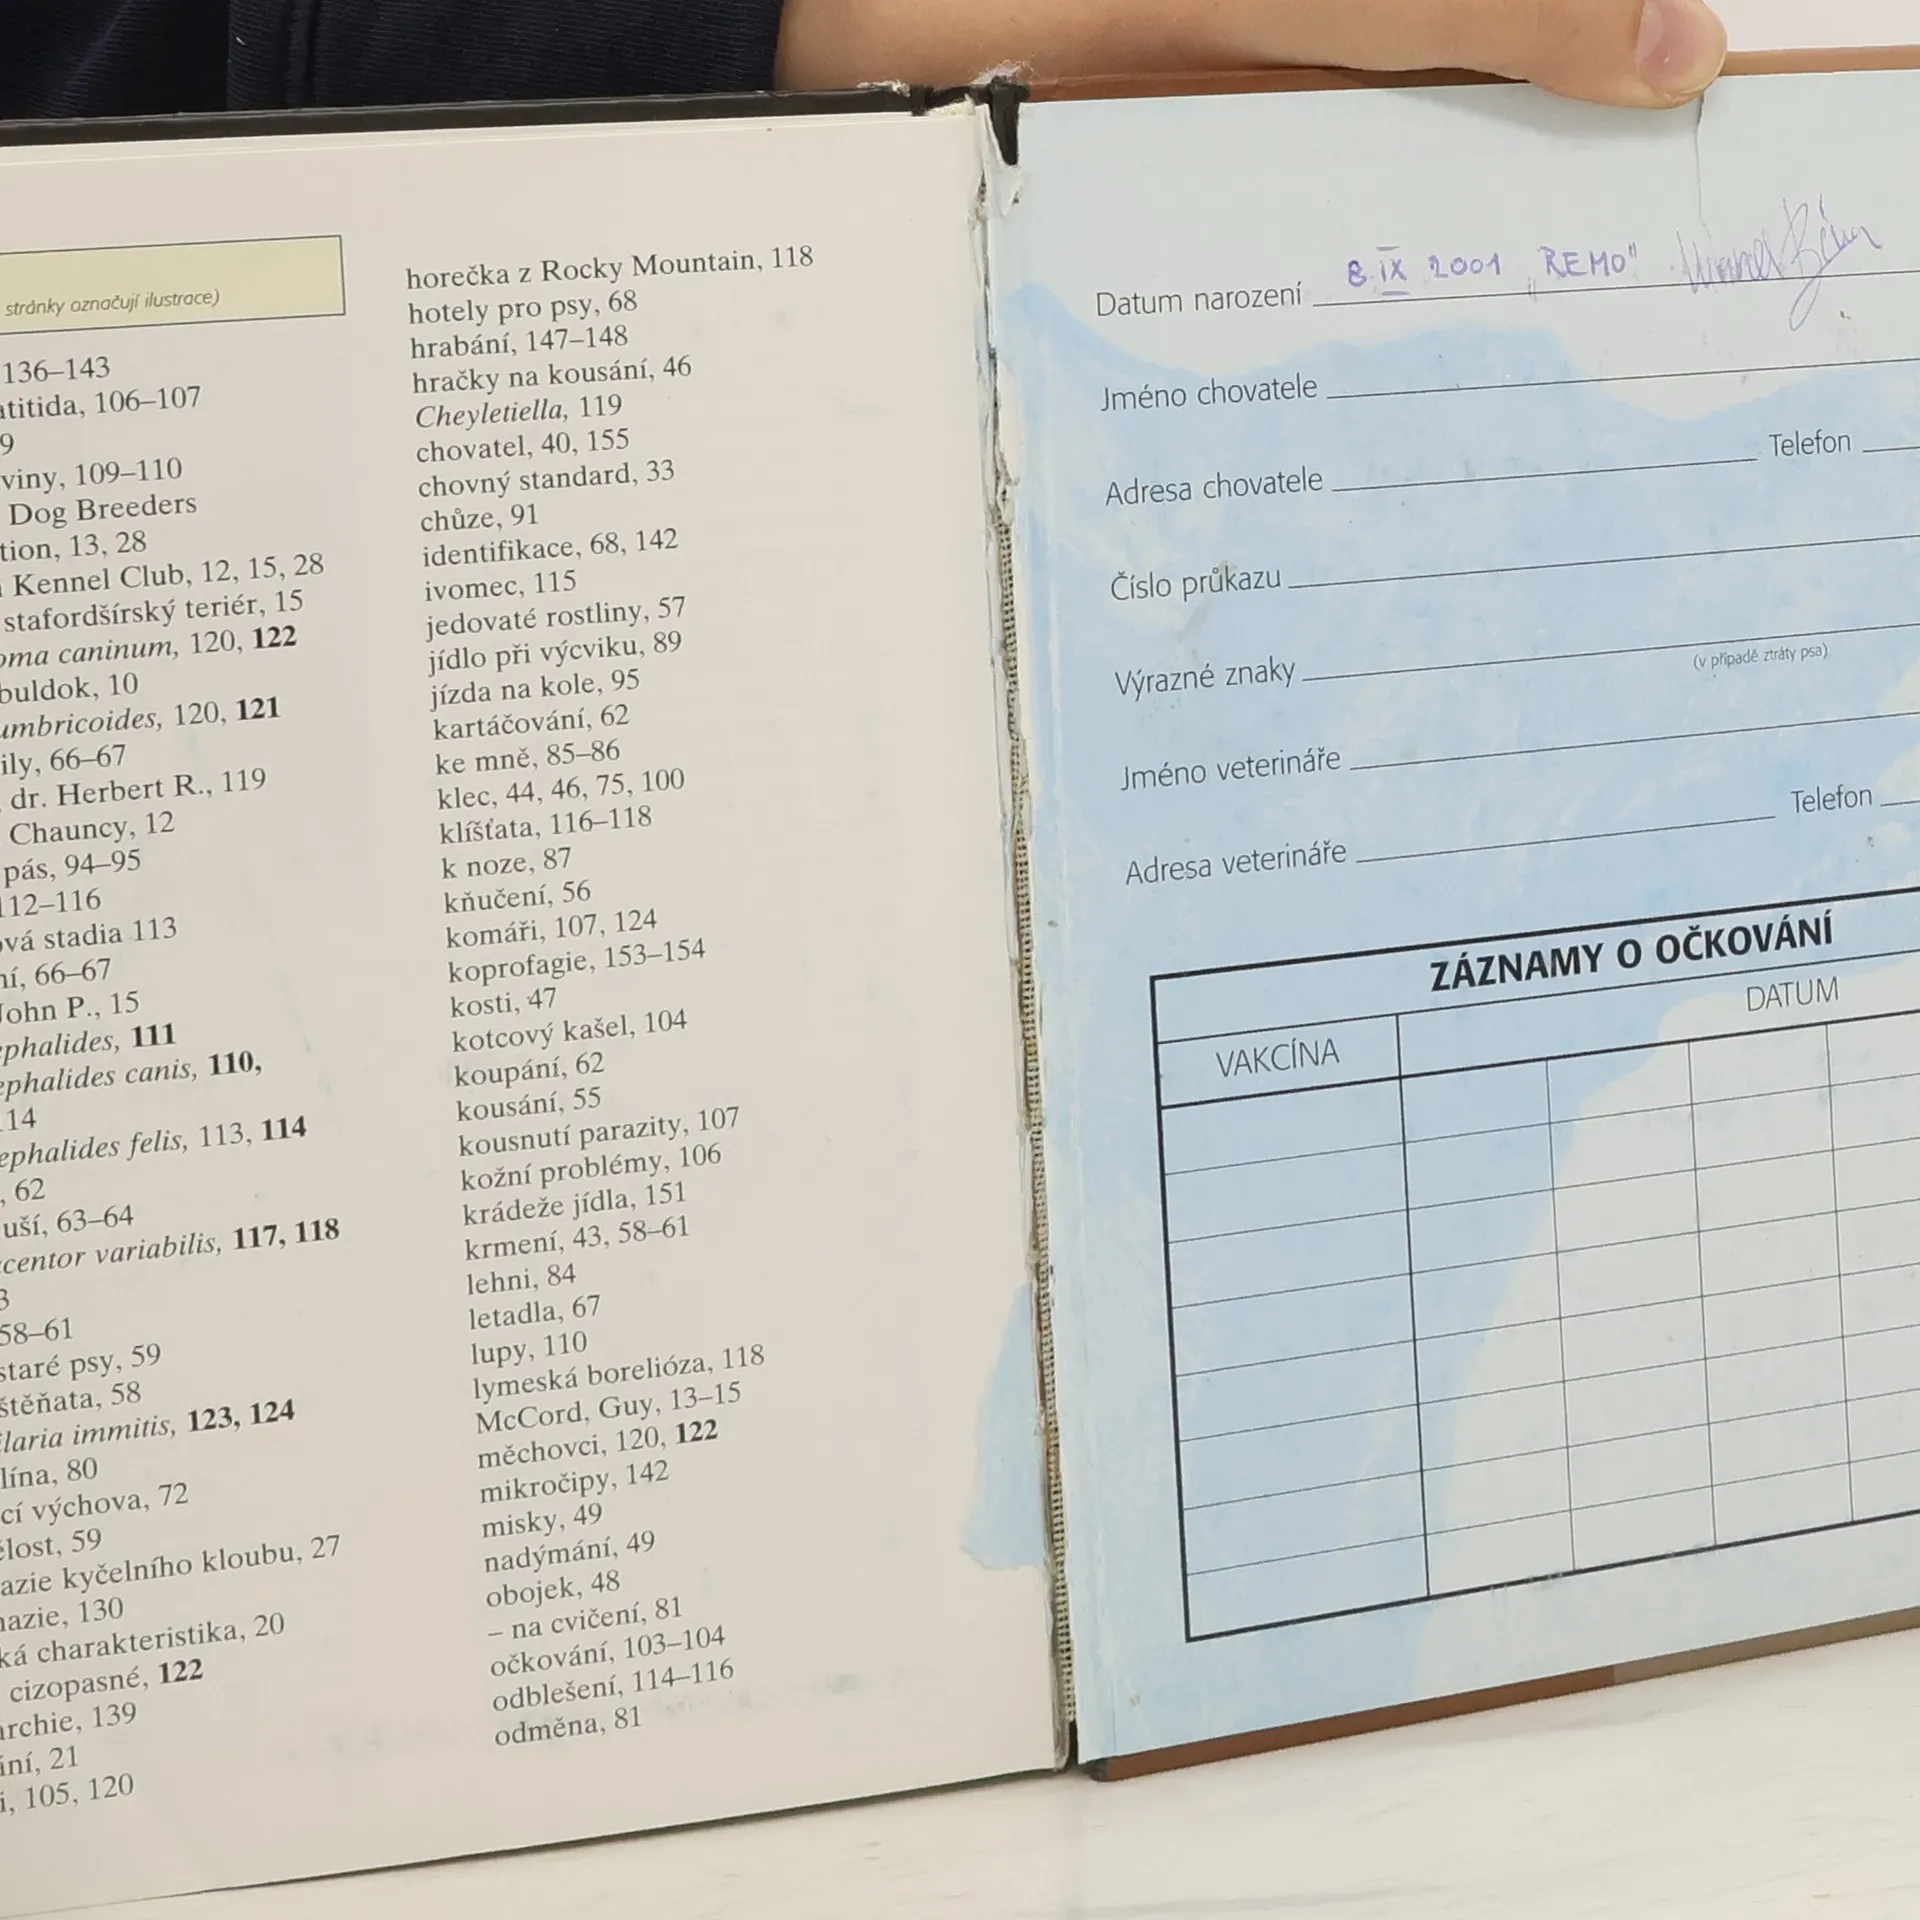 stránky označují ilustrace)
136–143
atitida, 106–107
9
viny, 109–110
Dog Breeders
tion, 13, 28
Kennel Club, 12, 15, 28
stafordšírský teriér, 15
oma caninum, 120, 122
buldok, 10
umbricoides, 120, 121
ily, 66–67
dr. Herbert R., 119
Chauncy, 12
pás, 94–95
112–116
ová stadia 113
ní, 66–67
John P., 15
ephalides, 111
ephalides canis, 110,
14
ephalides felis, 113, 114
, 62
uší, 63–64
centor variabilis, 117, 118
3
58–61
staré psy, 59
štěňata, 58
ilaria immitis, 123, 124
lína, 80
cí výchova, 72
ělost, 59
azie kyčelního kloubu, 27
nazie, 130
ká charakteristika, 20
cizopasné, 122
archie, 139
ání, 21
i, 105, 120
horečka z Rocky Mountain, 118
hotely pro psy, 68
hrabání, 147–148
hračky na kousání, 46
Cheyletiella, 119
chovatel, 40, 155
chovný standard, 33
chůze, 91
identifikace, 68, 142
ivomec, 115
jedovaté rostliny, 57
jídlo při výcviku, 89
jízda na kole, 95
kartáčování, 62
ke mně, 85–86
klec, 44, 46, 75, 100
klíšťata, 116–118
k noze, 87
kňučení, 56
komáři, 107, 124
koprofagie, 153–154
kosti, 47
kotcový kašel, 104
koupání, 62
kousání, 55
kousnutí parazity, 107
kožní problémy, 106
krádeže jídla, 151
krmení, 43, 58–61
lehni, 84
letadla, 67
lupy, 110
lymeská borelióza, 118
McCord, Guy, 13–15
měchovci, 120, 122
mikročipy, 142
misky, 49
nadýmání, 49
obojek, 48
– na cvičení, 81
očkování, 103–104
odblešení, 114–116
odměna, 81
Datum narození 8. IX 2001 „REMO"
Jméno chovatele
Adresa chovatele Telefon
Číslo průkazu
Výrazné znaky
(v případě ztráty psa)
Jméno veterináře
Adresa veterináře Telefon
ZÁZNAMY O OČKOVÁNÍ
VAKCÍNA DATUM